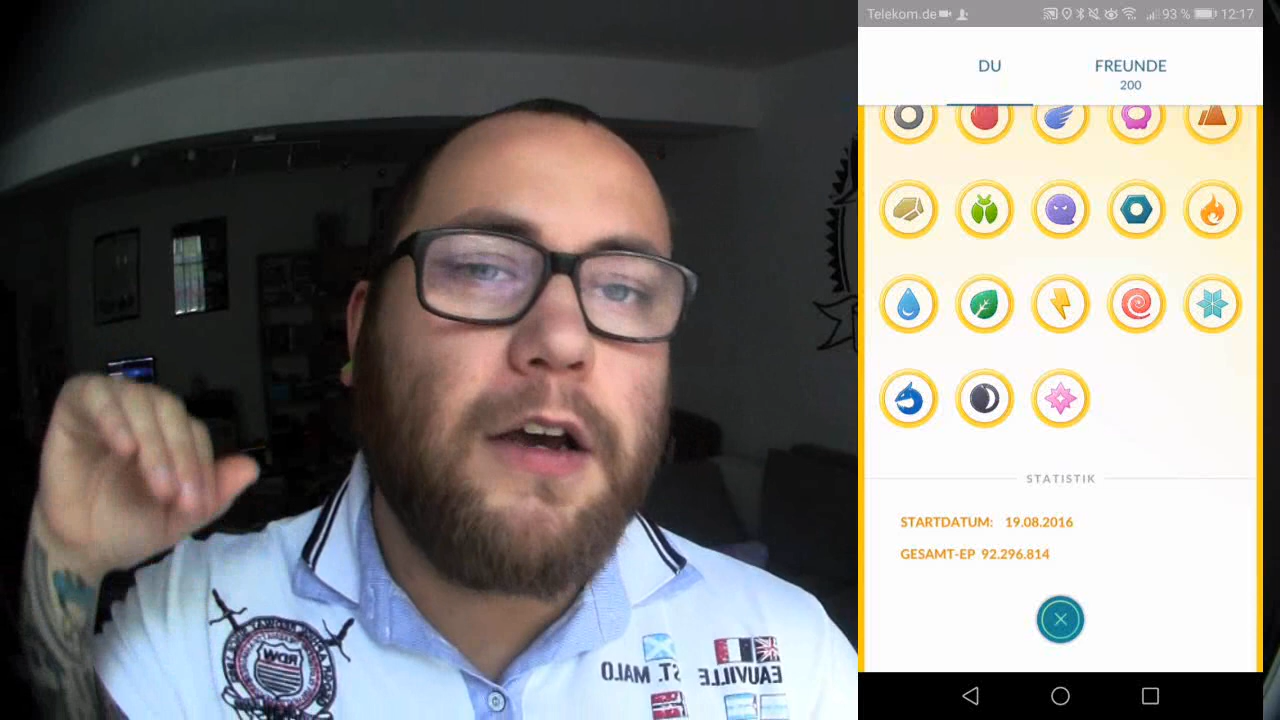 Telekom.de 93 % 12:17
DU
FREUNDE
200
STATISTIK
STARTDATUM: 19.08.2016
GESAMT-EP 92.296.814
RDW
ST. MALO
EAUVILLE